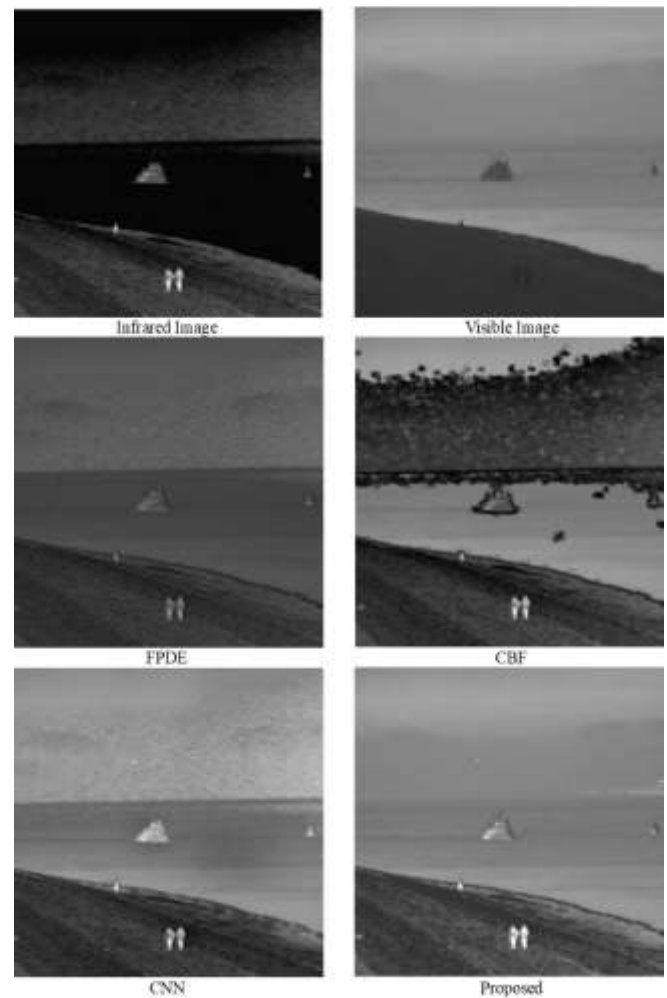 Infrared Image
Visible Image
FPDE
CBF
CNN
Proposed